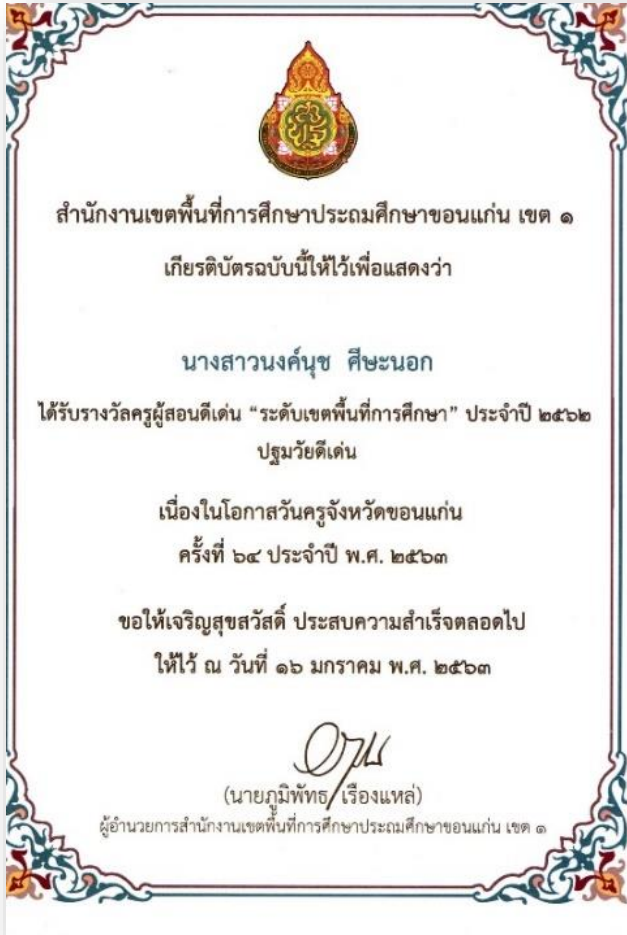 สำนักงานเขตพื้นที่การศึกษาประถมศึกษาขอนแก่น เขต ๑
เกียรติบัตรฉบับนี้ให้ไว้เพื่อแสดงว่า
นางสาวนงค์นุช ศีษะนอก
ได้รับรางวัลครูผู้สอนดีเด่น “ระดับเขตพื้นที่การศึกษา” ประจำปี ๒๕๖๒
ปฐมวัยดีเด่น
เนื่องในโอกาสวันครูจังหวัดขอนแก่น
ครั้งที่ ๖๔ ประจำปี พ.ศ. ๒๕๖๓
ขอให้เจริญสุขสวัสดิ์ ประสบความสำเร็จตลอดไป
ให้ไว้ ณ วันที่ ๑๖ มกราคม พ.ศ. ๒๕๖๓
(นายภูมิพัทธ เรืองแหล่)
ผู้อำนวยการสำนักงานเขตพื้นที่การศึกษาประถมศึกษาขอนแก่น เขต ๑